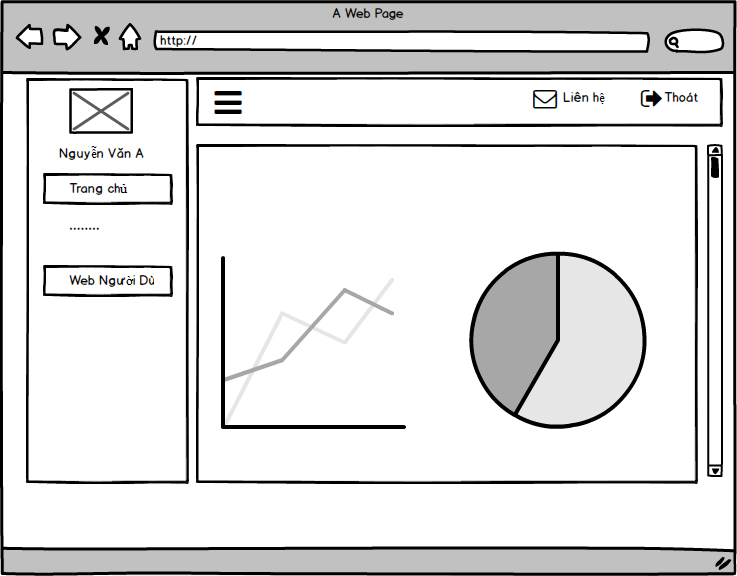 A Web Page
http://
Liên hệ
Thoát
Nguyễn Văn A
Trang chủ
........
Web Người Dù